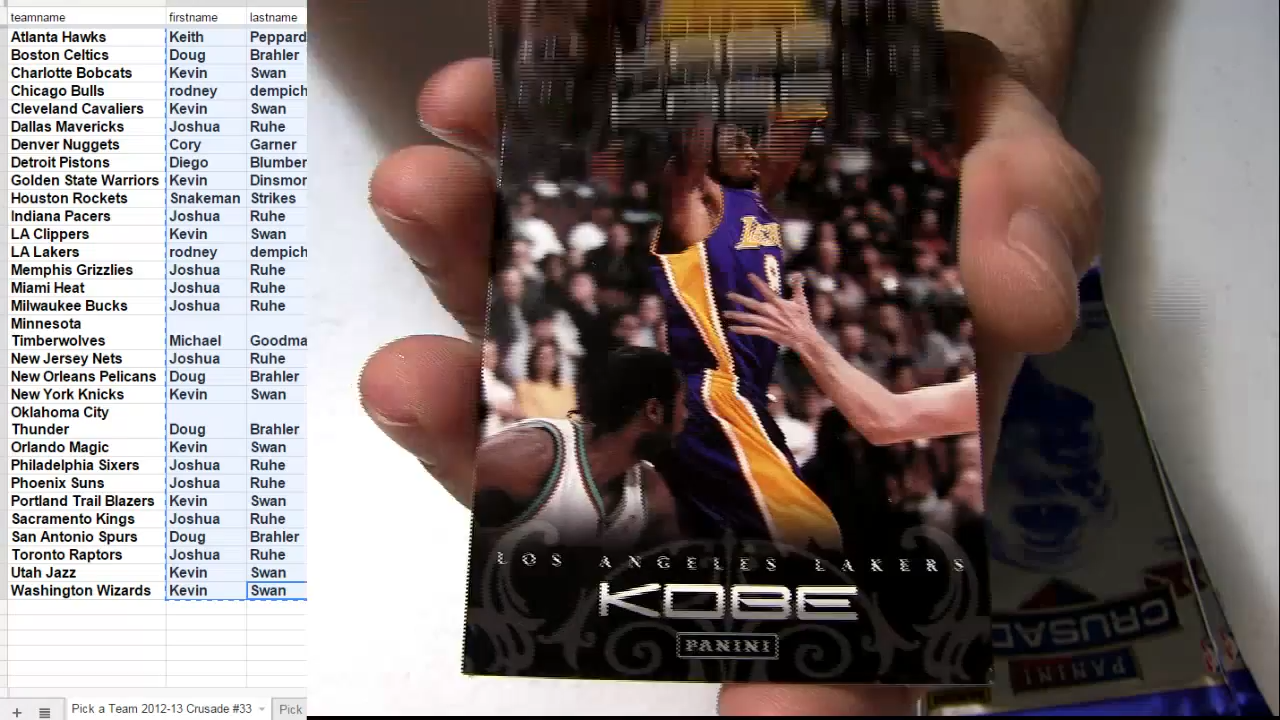 teamname firstname lastname
Atlanta Hawks Keith Peppard
Boston Celtics Doug Brahler
Charlotte Bobcats Kevin Swan
Chicago Bulls rodney dempich
Cleveland Cavaliers Kevin Swan
Dallas Mavericks Joshua Ruhe
Denver Nuggets Cory Garner
Detroit Pistons Diego Blumber
Golden State Warriors Kevin Dinsmor
Houston Rockets Snakeman Strikes
Indiana Pacers Joshua Ruhe
LA Clippers Kevin Swan
LA Lakers rodney dempich
Memphis Grizzlies Joshua Ruhe
Miami Heat Joshua Ruhe
Milwaukee Bucks Joshua Ruhe
Minnesota
Timberwolves Michael Goodma
New Jersey Nets Joshua Ruhe
New Orleans Pelicans Doug Brahler
New York Knicks Kevin Swan
Oklahoma City
Thunder Doug Brahler
Orlando Magic Kevin Swan
Philadelphia Sixers Joshua Ruhe
Phoenix Suns Joshua Ruhe
Portland Trail Blazers Kevin Swan
Sacramento Kings Joshua Ruhe
San Antonio Spurs Doug Brahler
Toronto Raptors Joshua Ruhe
Utah Jazz Kevin Swan
Washington Wizards Kevin Swan
Pick a Team 2012-13 Crusade #33 Pick
LOS ANGELES LAKERS
KOBE
PANINI
CRUSAD
PANINI